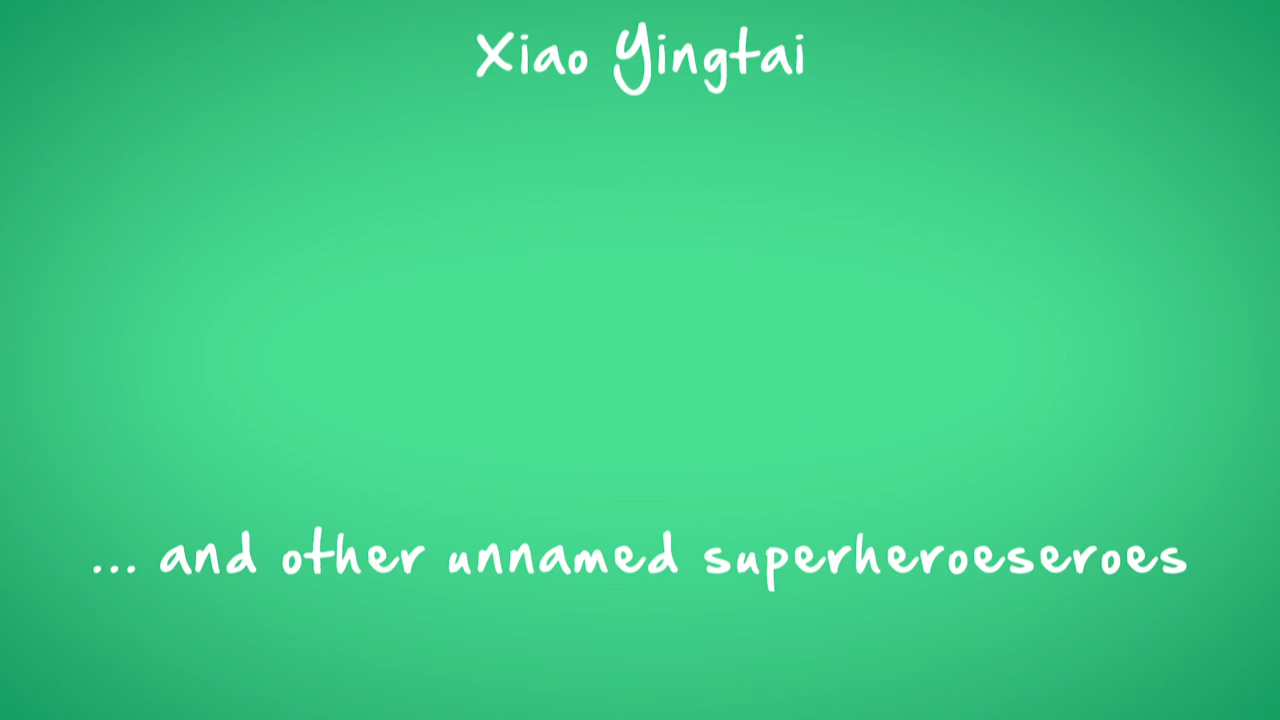 Xiao Yingtai
... and other unnamed superheroeseroes